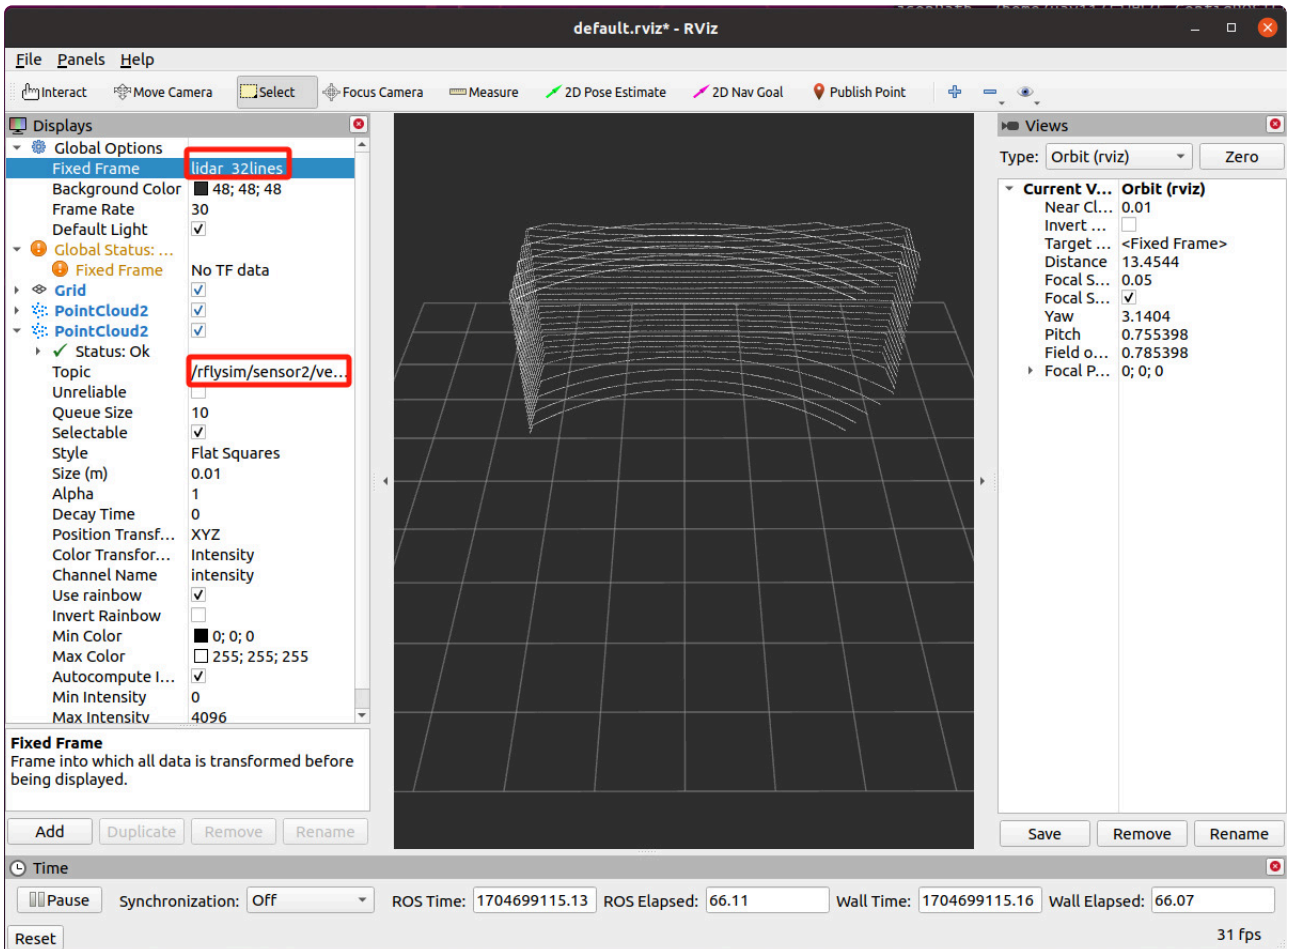 default.rviz* - RViz
File Panels Help
Interact Move Camera Select Focus Camera Measure 2D Pose Estimate 2D Nav Goal Publish Point
Displays
Global Options
Fixed Frame lidar_32lines
Background Color 48; 48; 48
Frame Rate 30
Default Light
Global Status: ...
Fixed Frame No TF data
Grid
PointCloud2
PointCloud2
Status: Ok
Topic /rflysim/sensor2/ve...
Unreliable
Queue Size 10
Selectable
Style Flat Squares
Size (m) 0.01
Alpha 1
Decay Time 0
Position Transf... XYZ
Color Transfor... Intensity
Channel Name intensity
Use rainbow
Invert Rainbow
Min Color 0; 0; 0
Max Color 255; 255; 255
Autocompute I...
Min Intensity 0
Max Intensity 4096
Fixed Frame
Frame into which all data is transformed before
being displayed.
Add Duplicate Remove Rename
Views
Type: Orbit (rviz) Zero
Current V... Orbit (rviz)
Near Cl... 0.01
Invert ...
Target ... <Fixed Frame>
Distance 13.4544
Focal S... 0.05
Focal S...
Yaw 3.1404
Pitch 0.755398
Field o... 0.785398
Focal P... 0; 0; 0
Save Remove Rename
Time
Pause Synchronization: Off ROS Time: 1704699115.13 ROS Elapsed: 66.11 Wall Time: 1704699115.16 Wall Elapsed: 66.07
Reset 31 fps